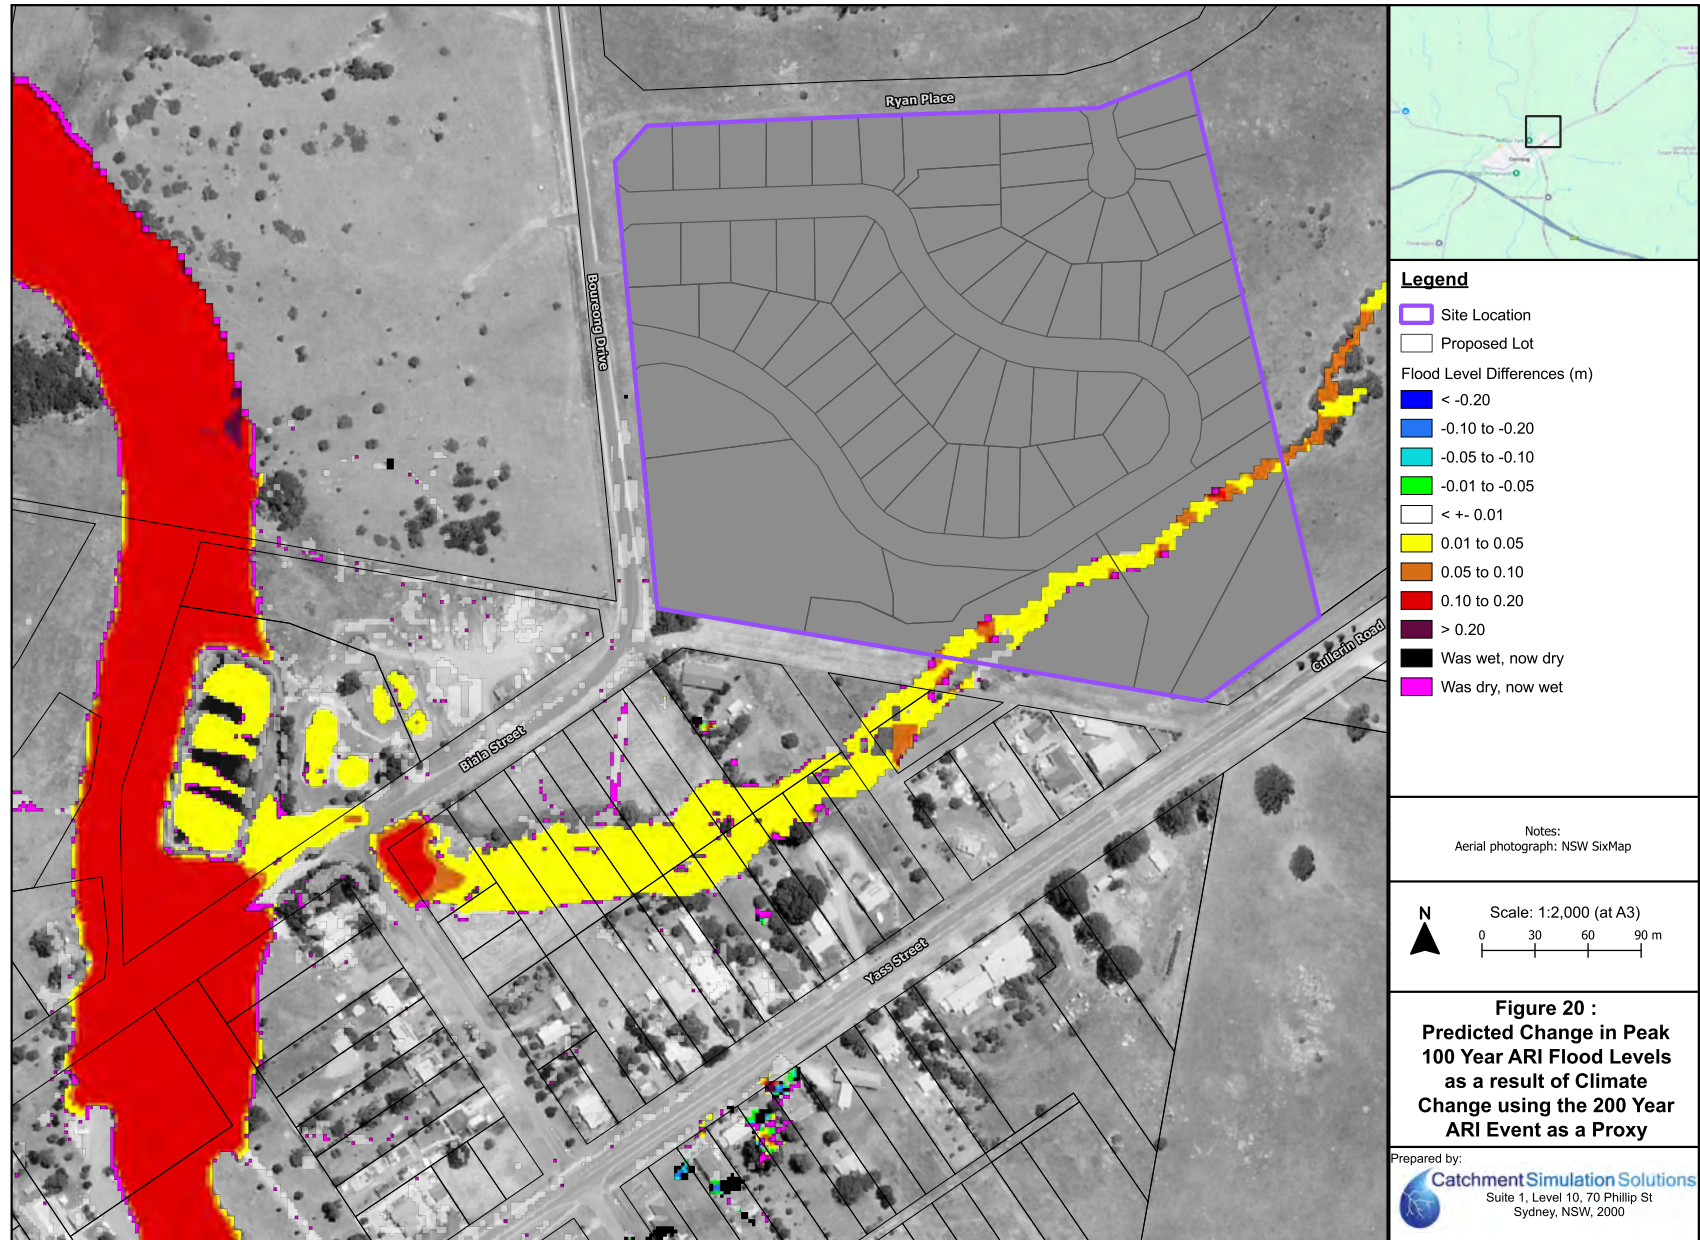 Ryan Place
Boureong Drive
Biala Street
Yass Street
Cullerin Road
Legend
Site Location
Proposed Lot
Flood Level Differences (m)
< -0.20
-0.10 to -0.20
-0.05 to -0.10
-0.01 to -0.05
< +- 0.01
0.01 to 0.05
0.05 to 0.10
0.10 to 0.20
> 0.20
Was wet, now dry
Was dry, now wet
Notes:
Aerial photograph: NSW SixMap
N
Scale: 1:2,000 (at A3)
0 30 60 90 m
Figure 20 :
Predicted Change in Peak
100 Year ARI Flood Levels
as a result of Climate
Change using the 200 Year
ARI Event as a Proxy
Prepared by:
Catchment Simulation Solutions
Suite 1, Level 10, 70 Phillip St
Sydney, NSW, 2000